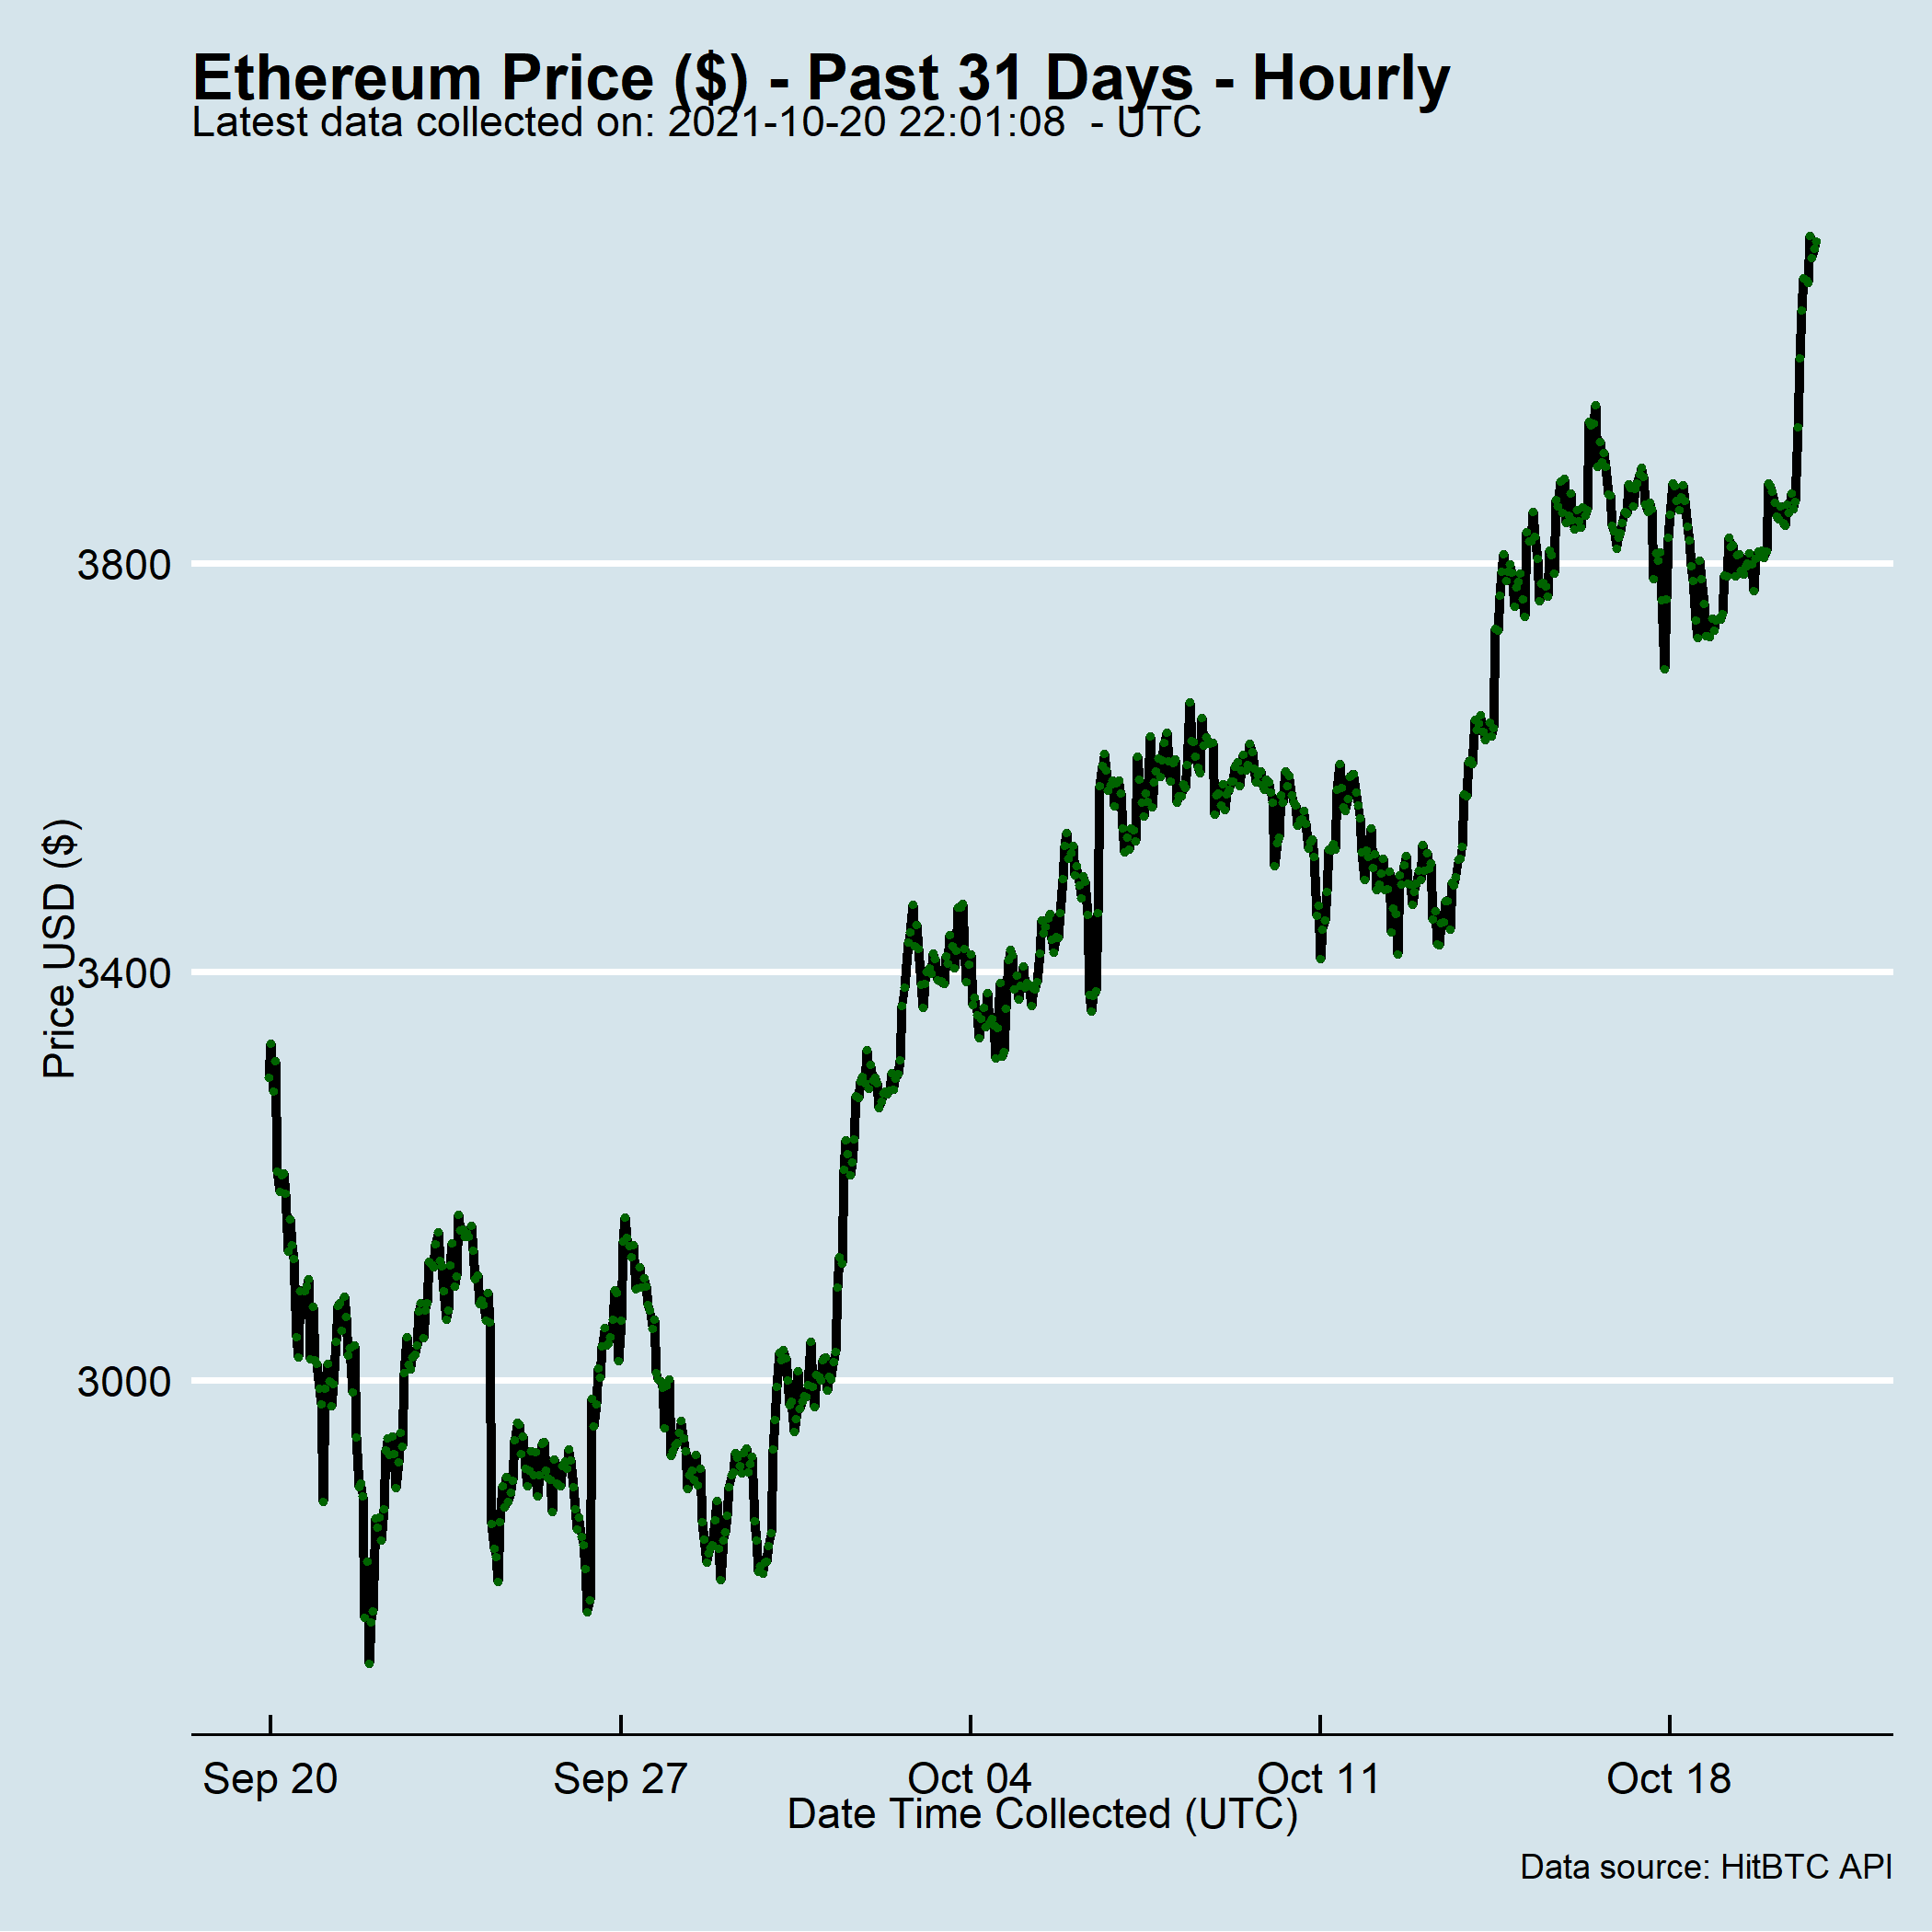 Ethereum Price ($) - Past 31 Days - Hourly
Latest data collected on: 2021-10-20 22:01:08  - UTC
Price USD ($)
3800
3400
3000
Sep 20 Sep 27 Oct 04 Oct 11 Oct 18
Date Time Collected (UTC)
Data source: HitBTC API